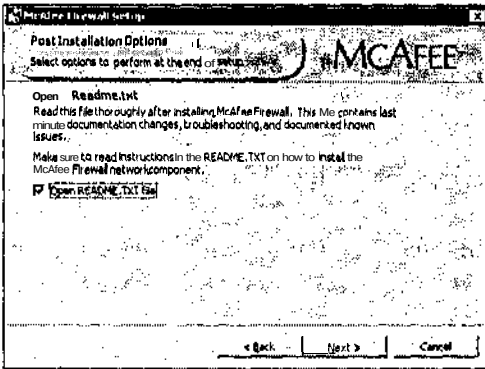 McAfee Firewall Setup
Post Installation Options
Select options to perform at the end of setup
McAFEE
Open Readme.txt
Read this file thoroughly after installing McAfee Firewall. This Me contains last
minute documentation changes, troubleshooting, and documented known
issues.
Make sure to read instructions in the README.TXT on how to install the
McAfee Firewall network component.
Open README.TXT file
< Back
Next >
Cancel